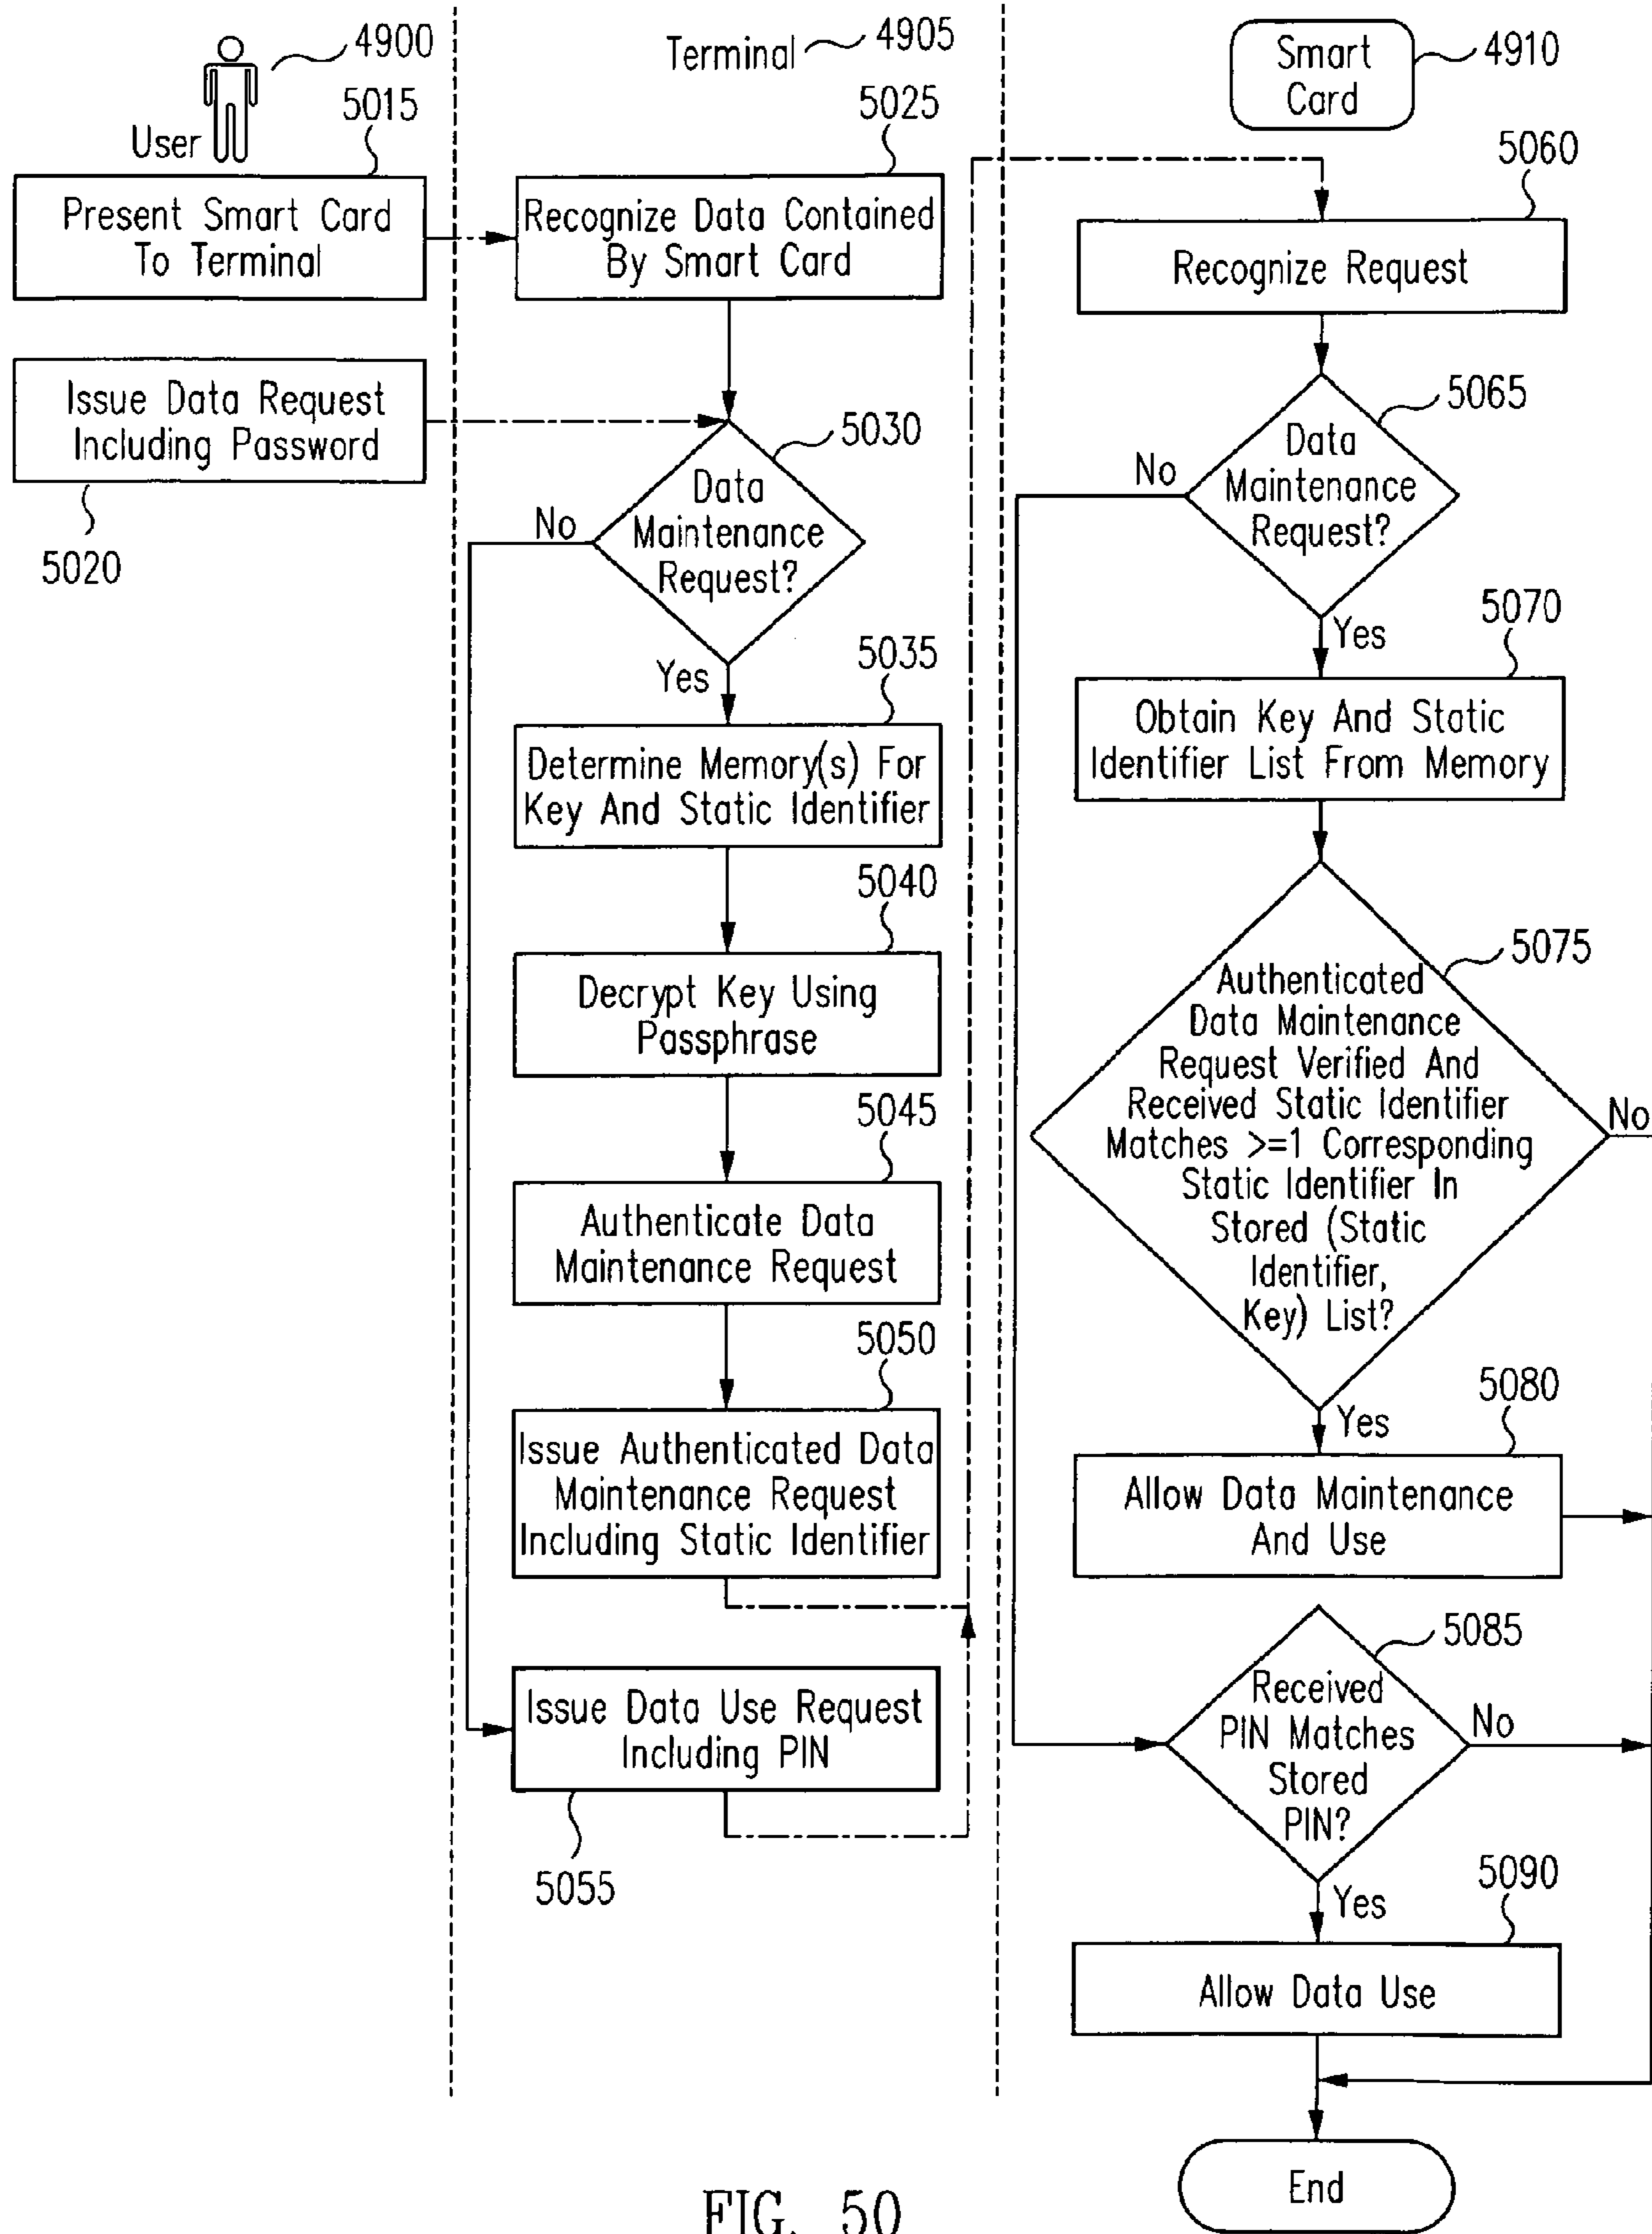 4900
User
5015
Present Smart Card
To Terminal
Issue Data Request
Including Password
5020
Terminal
4905
5025
Recognize Data Contained
By Smart Card
5030
Data
Maintenance
Request?
No
Yes
5035
Determine Memory(s) For
Key And Static Identifier
5040
Decrypt Key Using
Passphrase
5045
Authenticate Data
Maintenance Request
5050
Issue Authenticated Data
Maintenance Request
Including Static Identifier
Issue Data Use Request
Including PIN
5055
Smart
Card
4910
5060
Recognize Request
5065
Data
Maintenance
Request?
No
Yes
5070
Obtain Key And Static
Identifier List From Memory
5075
Authenticated
Data Maintenance
Request Verified And
Received Static Identifier
Matches >=1 Corresponding
Static Identifier In
Stored (Static
Identifier,
Key) List?
No
Yes
5080
Allow Data Maintenance
And Use
5085
Received
PIN Matches
Stored
PIN?
No
Yes
5090
Allow Data Use
End
FIG. 50